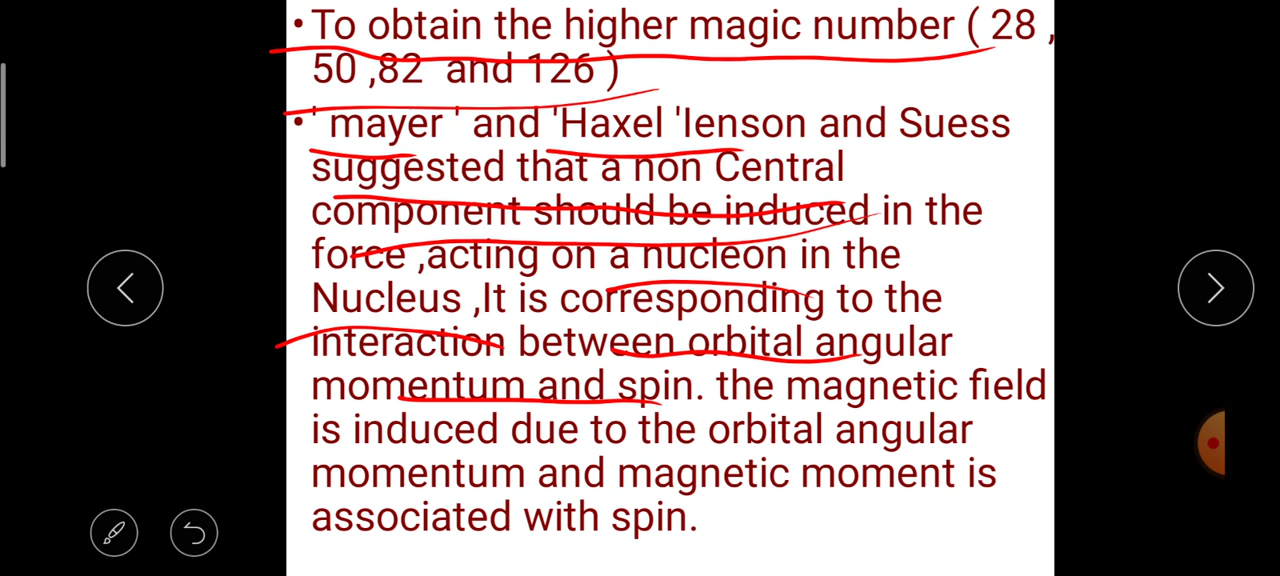 • To obtain the higher magic number ( 28 ,
50 ,82 and 126 )
• ' mayer ' and 'Haxel 'Ienson and Suess
suggested that a non Central
component should be induced in the
force ,acting on a nucleon in the
Nucleus ,It is corresponding to the
interaction between orbital angular
momentum and spin. the magnetic field
is induced due to the orbital angular
momentum and magnetic moment is
associated with spin.